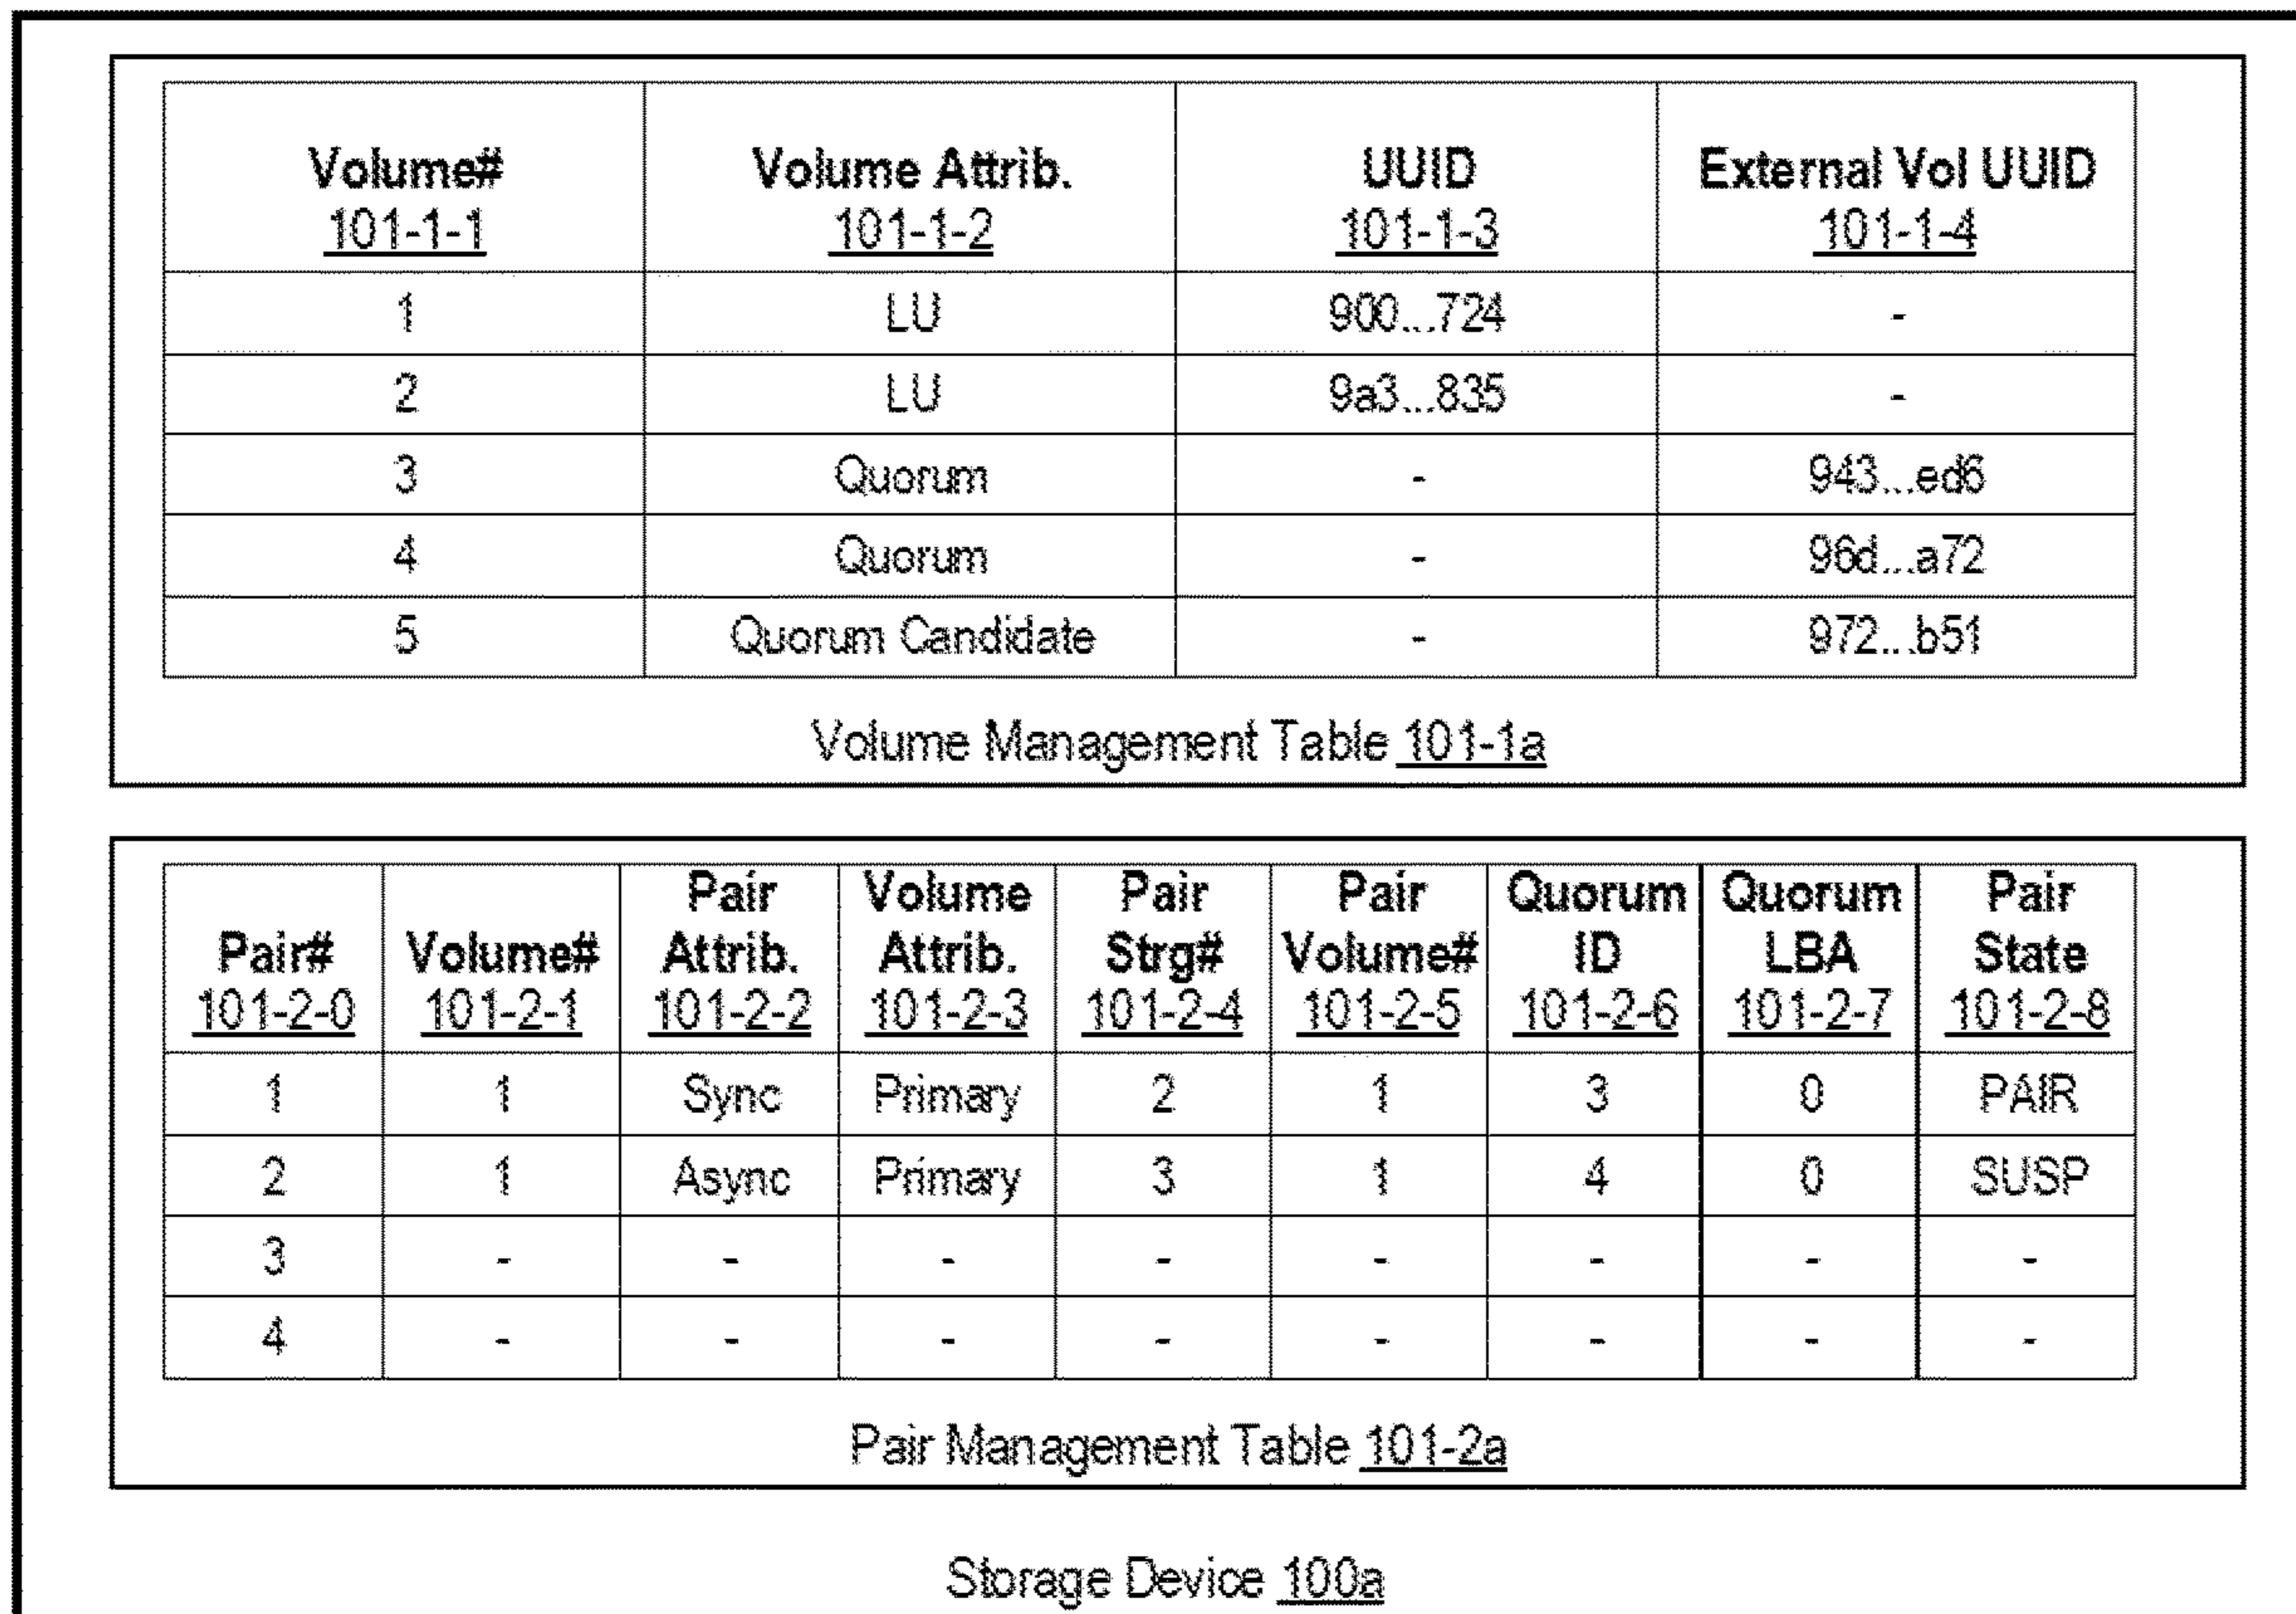 Volume# Volume Attrib. UUID External Vol UUID
101-1-1 101-1-2 101-1-3 101-1-4
1 LU 900...724 -
2 LU 9a3...835 -
3 Quorum - 943...ed6
4 Quorum - 96d...a72
5 Quorum Candidate - 972...b51
Volume Management Table 101-1a
Pair Volume Pair Pair Quorum Quorum Pair
Pair# Volume# Attrib. Attrib. Strg# Volume# ID LBA State
101-2-0 101-2-1 101-2-2 101-2-3 101-2-4 101-2-5 101-2-6 101-2-7 101-2-8
1 1 Sync Primary 2 1 3 0 PAIR
2 1 Async Primary 3 1 4 0 SUSP
3 - - - - - - - -
4 - - - - - - - -
Pair Management Table 101-2a
Storage Device 100a